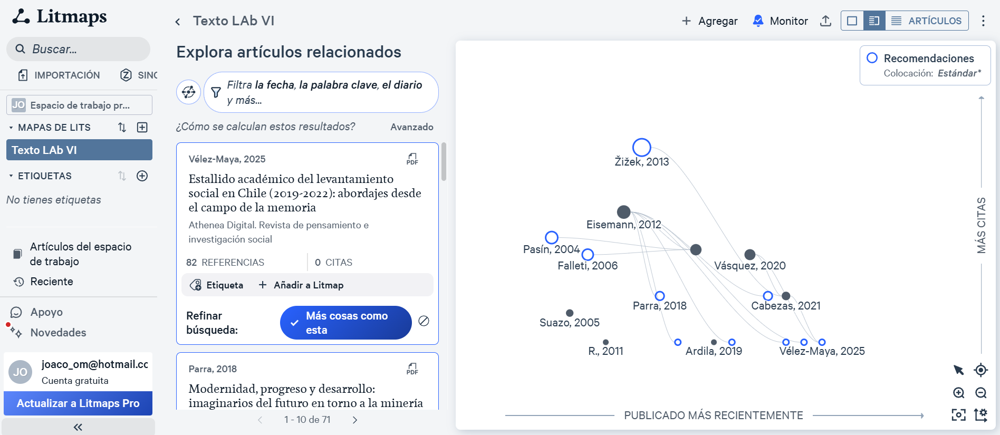 Litmaps
Buscar...
IMPORTACIÓN
SINC
JO Espacio de trabajo pr...
MAPAS DE LITS
Texto LAb VI
ETIQUETAS
No tienes etiquetas
Artículos del espacio
de trabajo
Reciente
Apoyo
Novedades
JO
joaco_om@hotmail.cc
Cuenta gratuita
Actualizar a Litmaps Pro
Texto LAb VI
Agregar
Monitor
ARTÍCULOS
Explora artículos relacionados
Filtra la fecha, la palabra clave, el diario
y más...
¿Cómo se calculan estos resultados?
Avanzado
Vélez-Maya, 2025
PDF
Estallido académico del levantamiento
social en Chile (2019-2022): abordajes desde
el campo de la memoria
Athenea Digital. Revista de pensamiento e
investigación social
82 REFERENCIAS
0 CITAS
Etiqueta
Añadir a Litmap
Refinar
búsqueda:
Más cosas como
esta
Parra, 2018
PDF
Modernidad, progreso y desarrollo:
imaginarios del futuro en torno a la minería
1 - 10 de 71
Recomendaciones
Colocación: Estándar*
Žižek, 2013
Eisemann, 2012
Pasín, 2004
Falleti, 2006
Vásquez, 2020
Parra, 2018
Cabezas, 2021
Suazo, 2005
R., 2011
Ardila, 2019
Vélez-Maya, 2025
MÁS CITAS
PUBLICADO MÁS RECIENTEMENTE